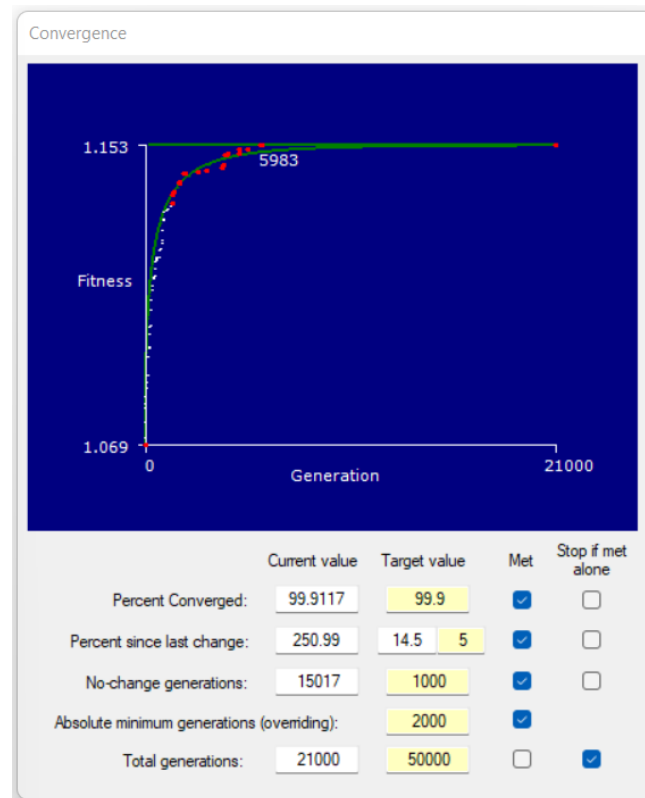 Convergence
1.153
5983
Fitness
1.069
0
21000
Generation
Current value Target value Met Stop if met
alone
Percent Converged: 99.9117 99.9
Percent since last change: 250.99 14.5 5
No-change generations: 15017 1000
Absolute minimum generations (overriding): 2000
Total generations: 21000 50000